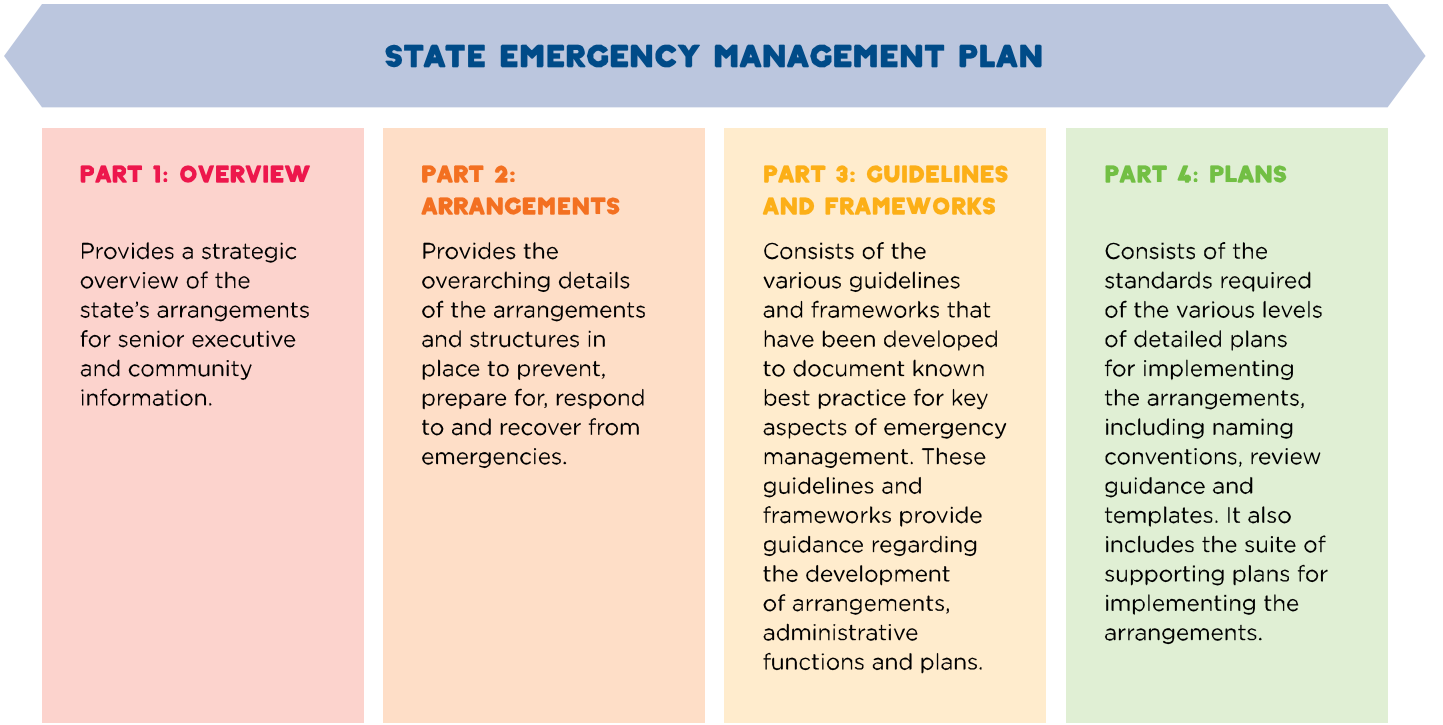 STATE EMERGENCY MANAGEMENT PLAN
PART 1: OVERVIEW
Provides a strategic
overview of the
state’s arrangements
for senior executive
and community
information.
PART 2:
ARRANGEMENTS
Provides the
overarching details
of the arrangements
and structures in
place to prevent,
prepare for, respond
to and recover from
emergencies.
PART 3: GUIDELINES
AND FRAMEWORKS
Consists of the
various guidelines
and frameworks that
have been developed
to document known
best practice for key
aspects of emergency
management. These
guidelines and
frameworks provide
guidance regarding
the development
of arrangements,
administrative
functions and plans.
PART 4: PLANS
Consists of the
standards required
of the various levels
of detailed plans
for implementing
the arrangements,
including naming
conventions, review
guidance and
templates. It also
includes the suite of
supporting plans for
implementing the
arrangements.